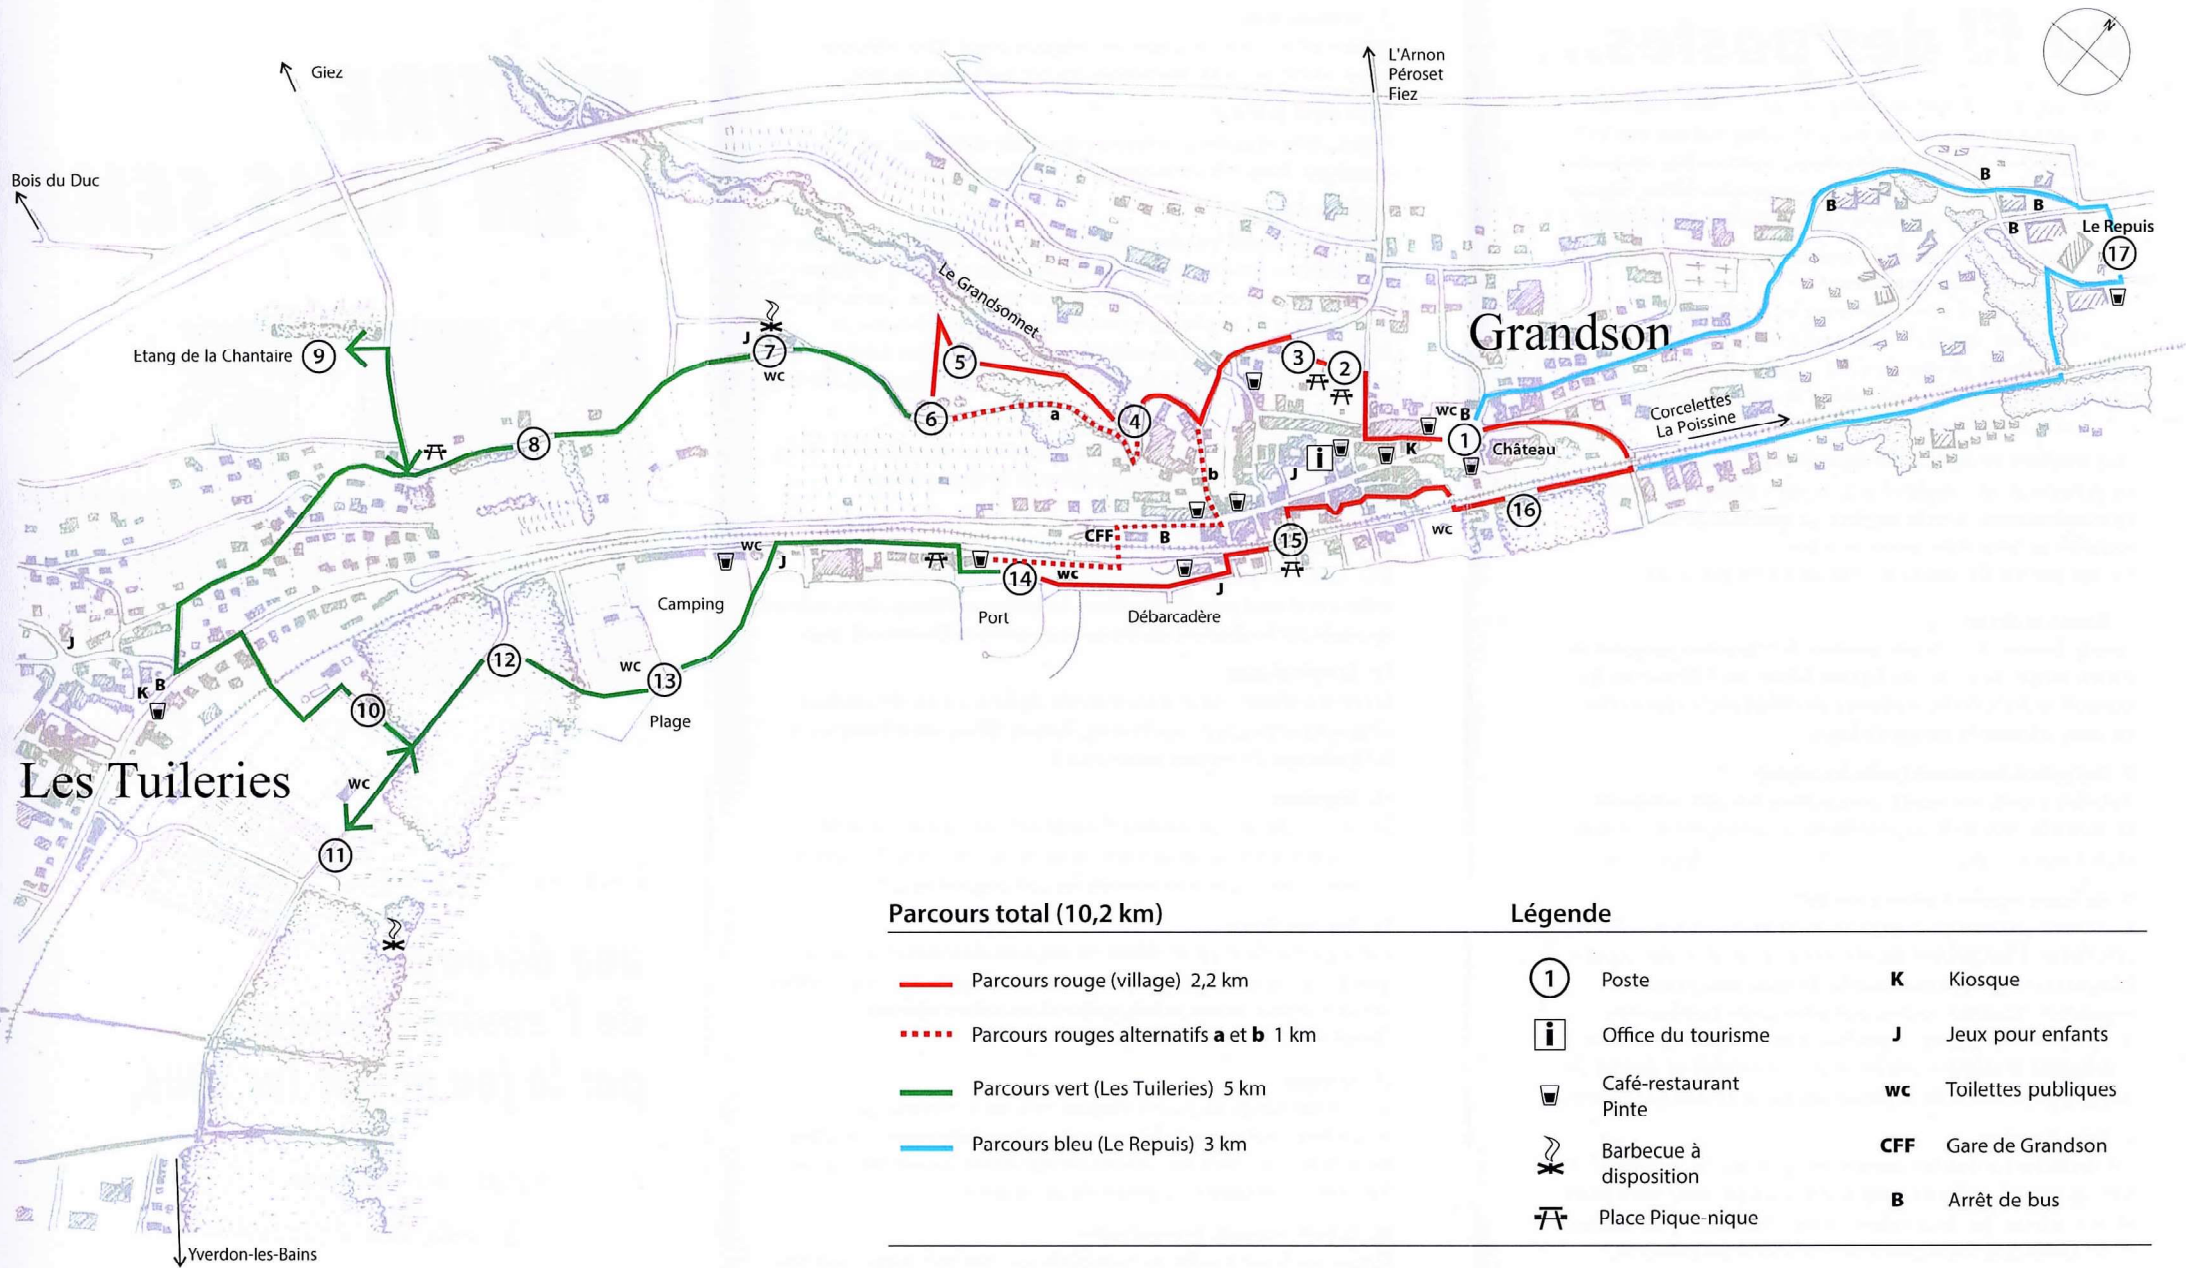 N
Giez
L'Arnon
Péroset
Fiez
Bois du Duc
B
B
B
B
Le Repuis
17
Le Grandsonnet
Grandson
J
7
wc
Etang de la Chantaire
9
5
3
2
6
a
4
wc
B
K
1
Château
Corcelettes
La Poissine
8
i
J
b
16
wc
CFF
B
15
wc
J
14
wc
J
Camping
Port
Débarcadère
J
12
wc
13
Plage
K
B
10
Les Tuileries
wc
11
Yverdon-les-Bains
Parcours total (10,2 km)
Parcours rouge (village) 2,2 km
Parcours rouges alternatifs a et b 1 km
Parcours vert (Les Tuileries) 5 km
Parcours bleu (Le Repuis) 3 km
Légende
1
Poste
i
Office du tourisme
Café-restaurant
Pinte
Barbecue à
disposition
Place Pique-nique
K
Kiosque
J
Jeux pour enfants
wc
Toilettes publiques
CFF
Gare de Grandson
B
Arrêt de bus